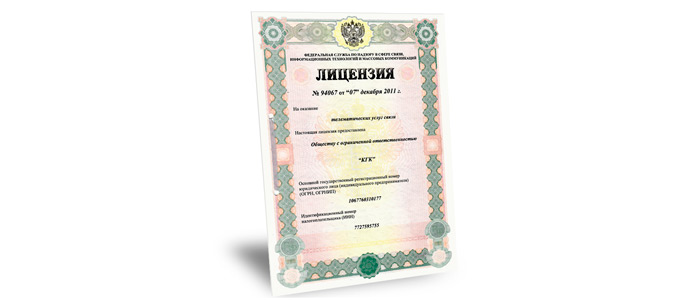 ФЕДЕРАЛЬНАЯ СЛУЖБА ПО НАДЗОРУ В СФЕРЕ СВЯЗИ,
ИНФОРМАЦИОННЫХ ТЕХНОЛОГИЙ И МАССОВЫХ КОММУНИКАЦИЙ
ЛИЦЕНЗИЯ
№ 94067 от “07” декабря 2011 г.
На оказание
телематических услуг связи
Настоящая лицензия предоставлена
Обществу с ограниченной ответственностью
“КГК”
Основной государственный регистрационный номер
юридического лица (индивидуального предпринимателя)
(ОГРН, ОГРНИП)
1067760310177
Идентификационный номер
налогоплательщика (ИНН)
7727595755